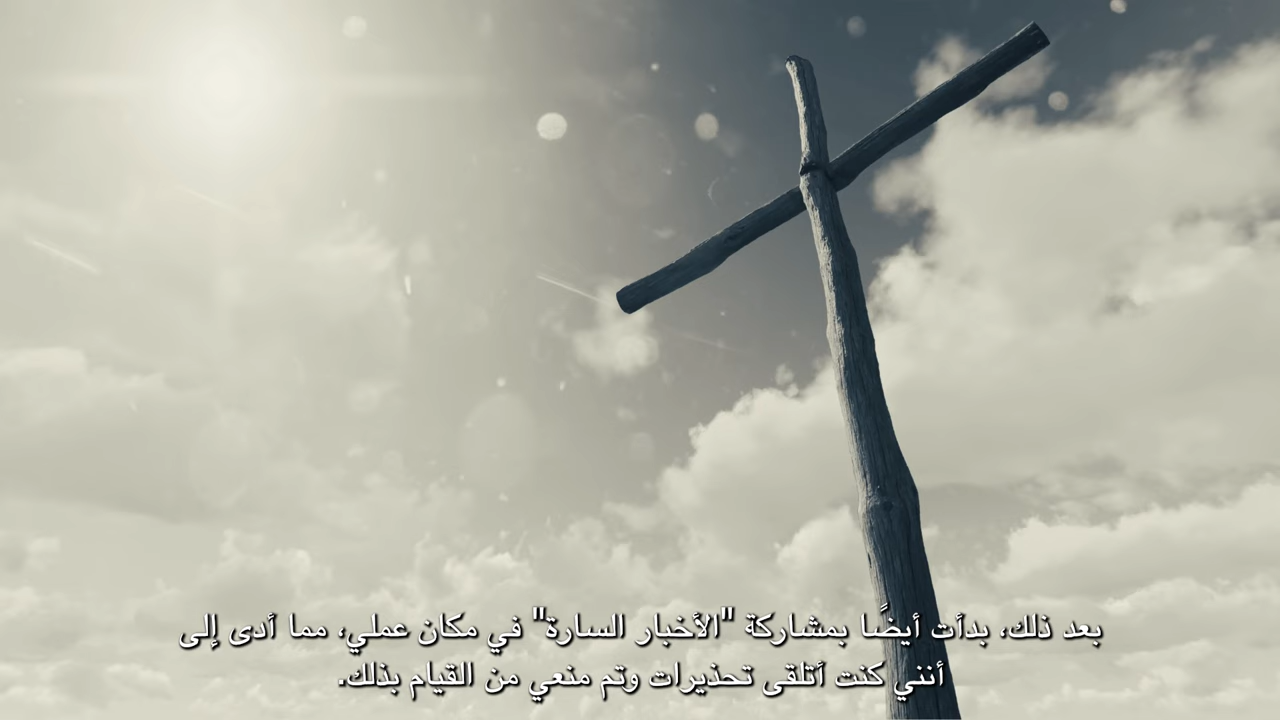 بعد ذلك، بدأت أيضًا بمشاركة "الأخبار السارة" في مكان عملي، مما أدى إلى
أنني كنت أتلقى تحذيرات وتم منعي من القيام بذلك.